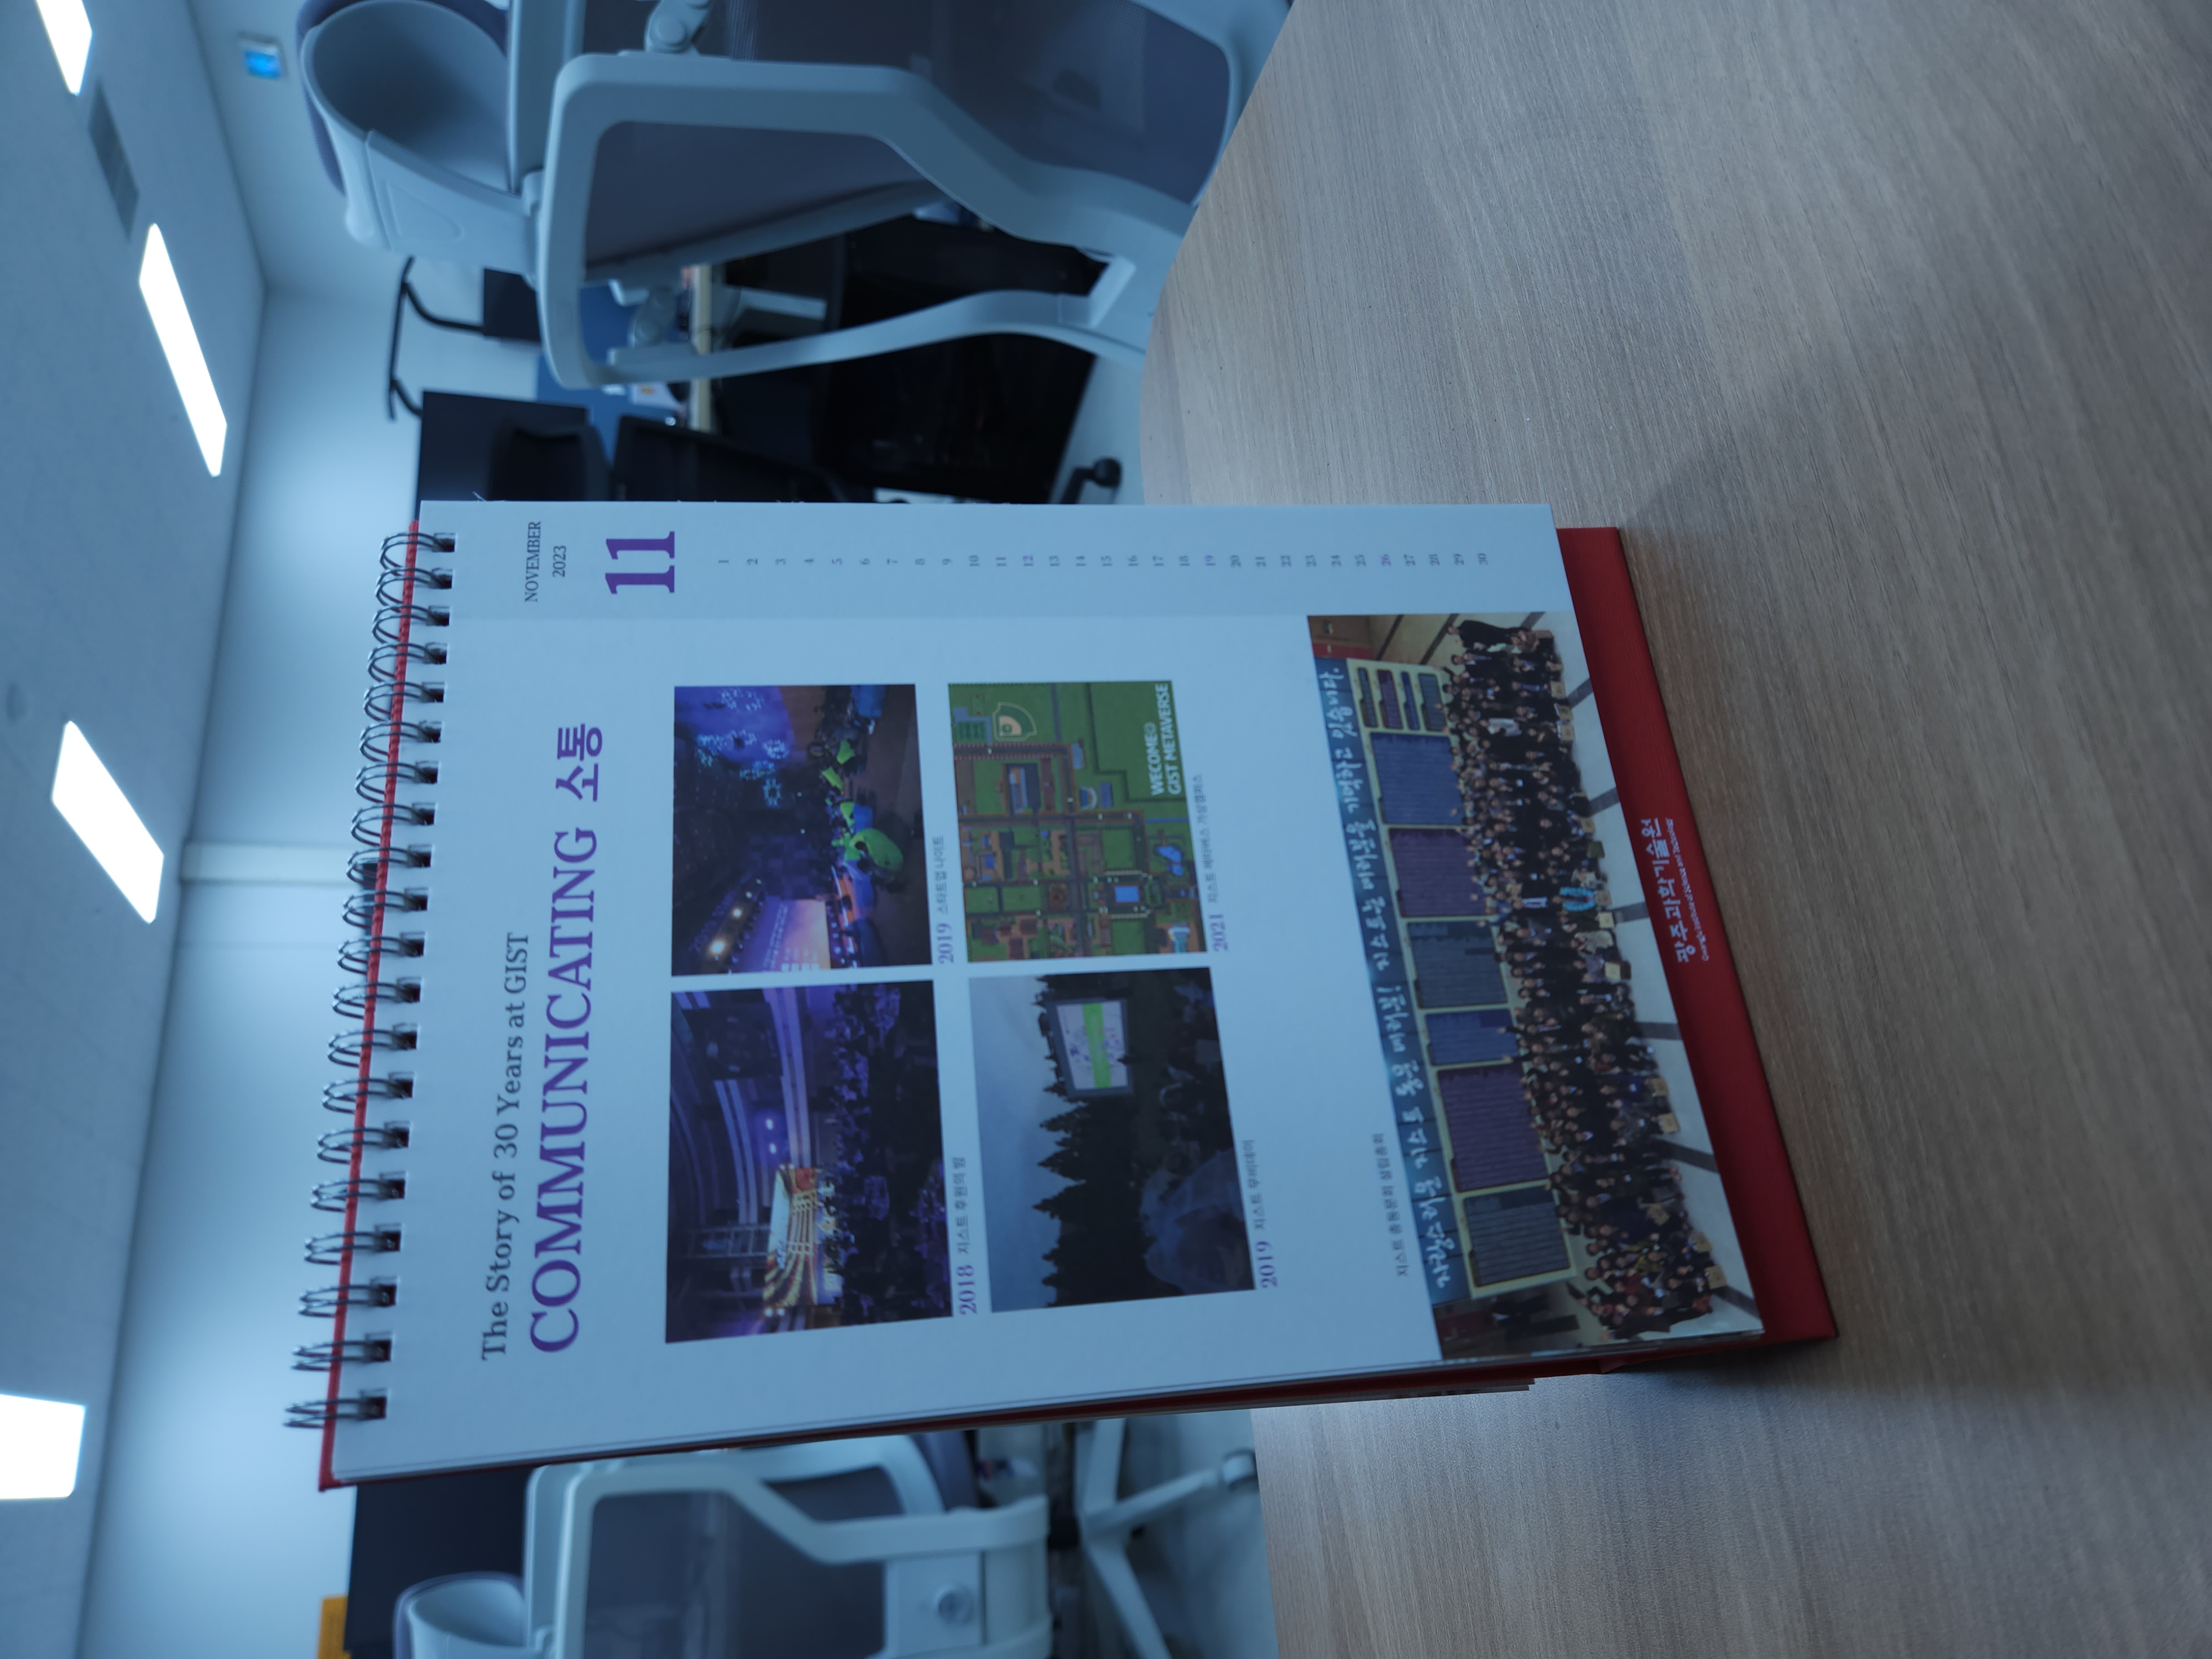 The Story of 30 Years at GIST
COMMUNICATING 소통
2018 지스트 후원의 밤
2019 스타트업 나이트
2019 지스트 무비데이
2021 지스트 메타버스 가상캠퍼스
WECOME@
GIST METAVERSE
지스트 총동문회 설립총회
자랑스러운 지스트 동문 여러분! 지스트는 여러분을 기억하고 있습니다.
광주과학기술원
Gwangju Institute of Science and Technology
NOVEMBER
2023
11
1
2
3
4
5
6
7
8
9
10
11
12
13
14
15
16
17
18
19
20
21
22
23
24
25
26
27
28
29
30